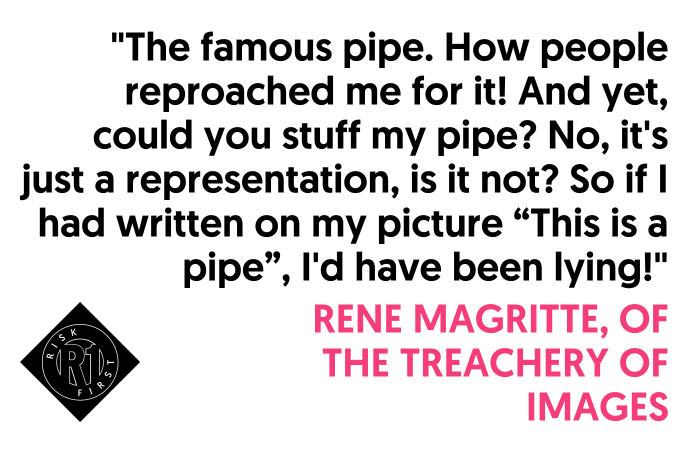 "The famous pipe. How people
reproached me for it! And yet,
could you stuff my pipe? No, it's
just a representation, is it not? So if I
had written on my picture “This is a
pipe”, I'd have been lying!"
RENE MAGRITTE, OF
THE TREACHERY OF
IMAGES
RISK
R1
FIRST